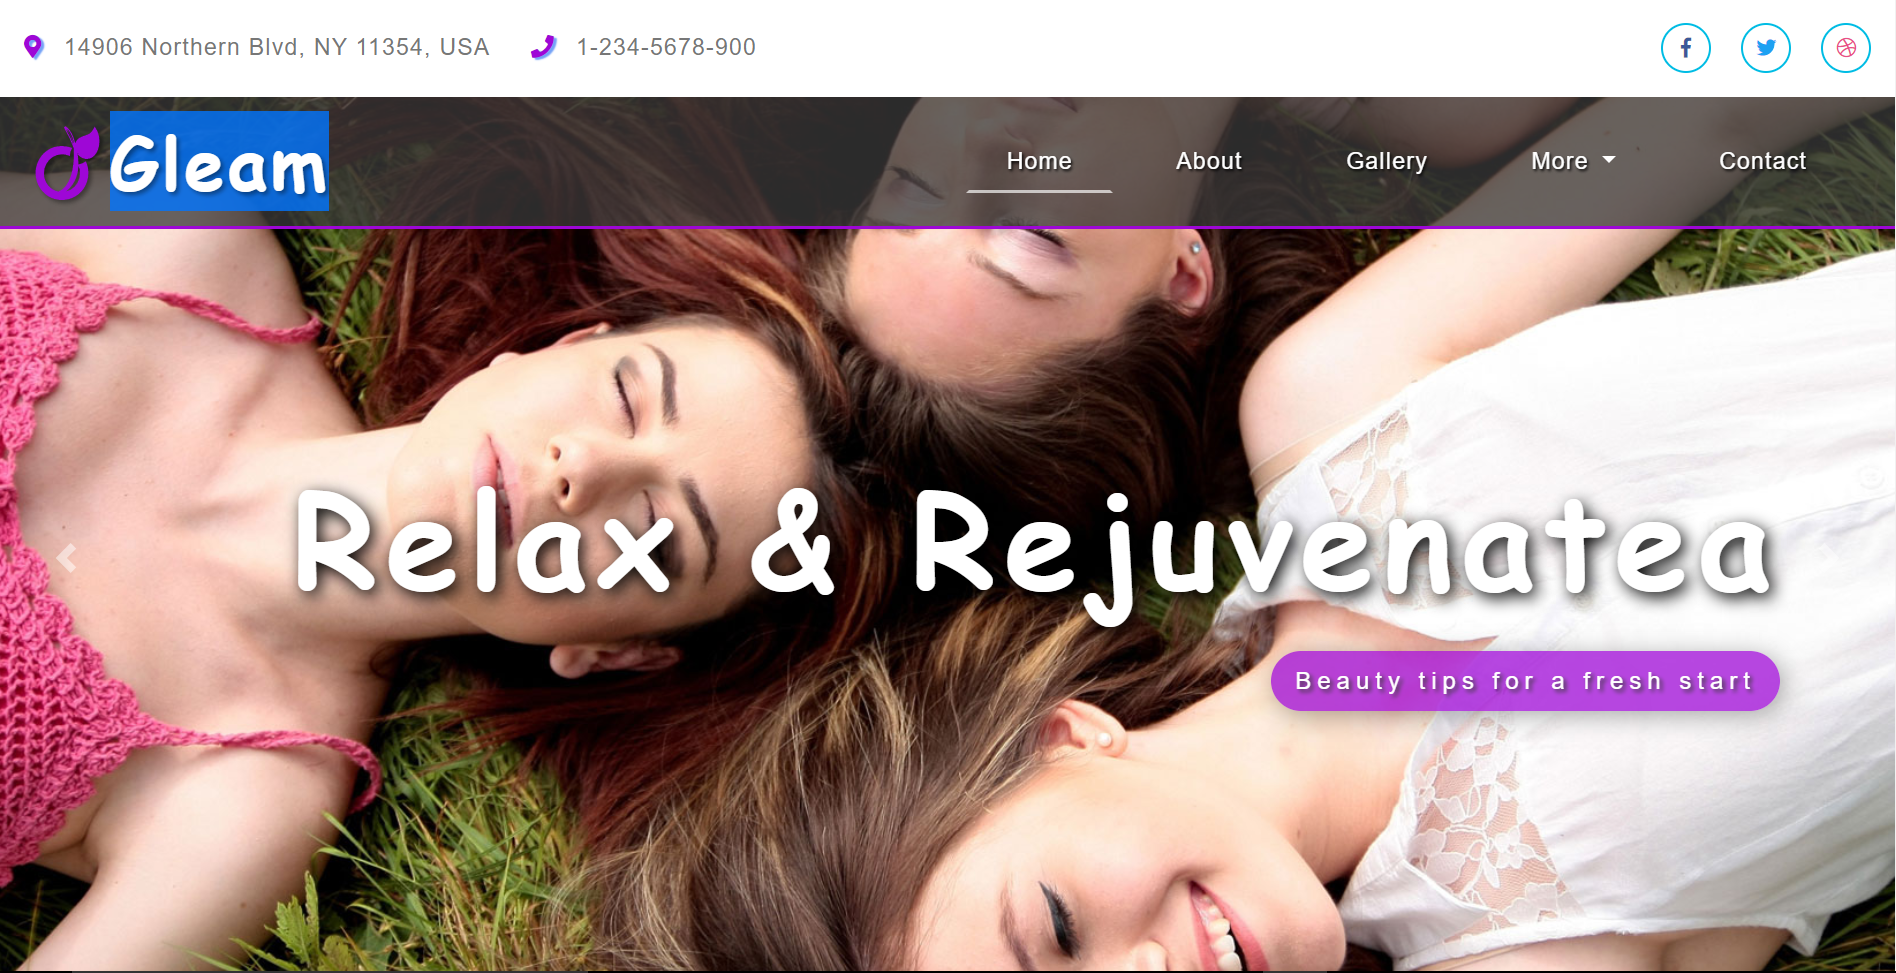 14906 Northern Blvd, NY 11354, USA
1-234-5678-900
Gleam
Home
About
Gallery
More
Contact
Relax & Rejuvenatea
Beauty tips for a fresh start